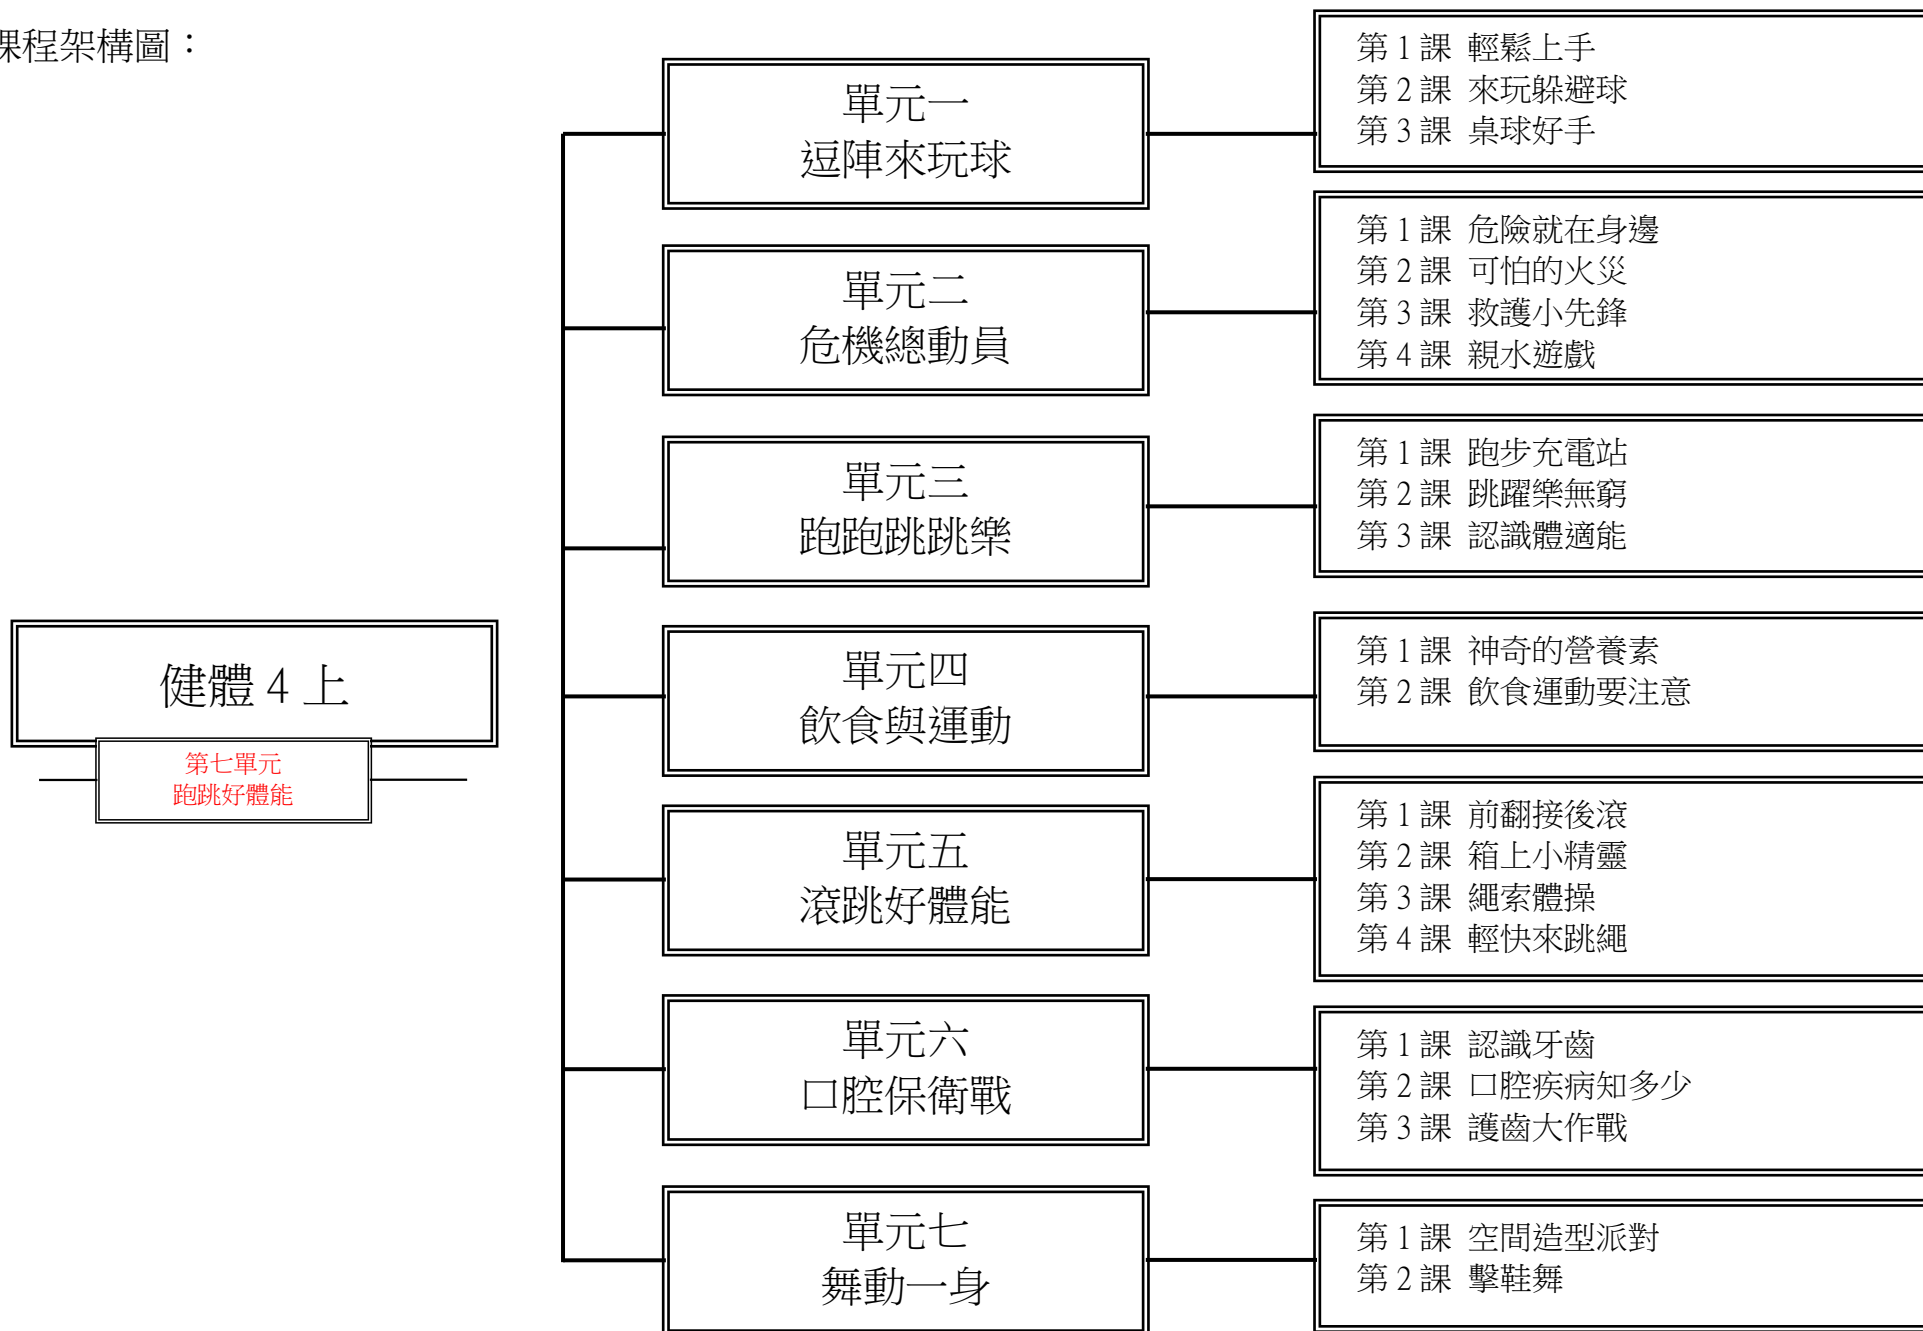 課程架構圖：
健體 4 上
第七單元
跑跳好體能
單元一
逗陣來玩球
第 1 課 輕鬆上手
第 2 課 來玩躲避球
第 3 課 桌球好手
單元二
危機總動員
第 1 課 危險就在身邊
第 2 課 可怕的火災
第 3 課 救護小先鋒
第 4 課 親水遊戲
單元三
跑跑跳跳樂
第 1 課 跑步充電站
第 2 課 跳躍樂無窮
第 3 課 認識體適能
單元四
飲食與運動
第 1 課 神奇的營養素
第 2 課 飲食運動要注意
單元五
滾跳好體能
第 1 課 前翻接後滾
第 2 課 箱上小精靈
第 3 課 繩索體操
第 4 課 輕快來跳繩
單元六
口腔保衛戰
第 1 課 認識牙齒
第 2 課 口腔疾病知多少
第 3 課 護齒大作戰
單元七
舞動一身
第 1 課 空間造型派對
第 2 課 擊鞋舞